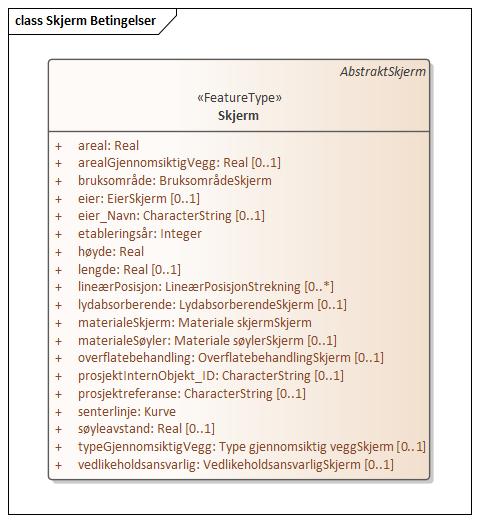 class Skjerm Betingelser
AbstraktSkjerm
«FeatureType»
Skjerm
+ areal: Real
+ arealGjennomsiktigVegg: Real [0..1]
+ bruksområde: BruksområdeSkjerm
+ eier: EierSkjerm [0..1]
+ eier_Navn: CharacterString [0..1]
+ etableringsår: Integer
+ høyde: Real
+ lengde: Real [0..1]
+ lineærPosisjon: LineærPosisjonStrekning [0..*]
+ lydabsorberende: LydabsorberendeSkjerm [0..1]
+ materialeSkjerm: Materiale skjermSkjerm
+ materialeSøyler: Materiale søylerSkjerm [0..1]
+ overflatebehandling: OverflatebehandlingSkjerm [0..1]
+ prosjektInternObjekt_ID: CharacterString [0..1]
+ prosjektreferanse: CharacterString [0..1]
+ senterlinje: Kurve
+ søyleavstand: Real [0..1]
+ typeGjennomsiktigVegg: Type gjennomsiktig veggSkjerm [0..1]
+ vedlikeholdsansvarlig: VedlikeholdsansvarligSkjerm [0..1]